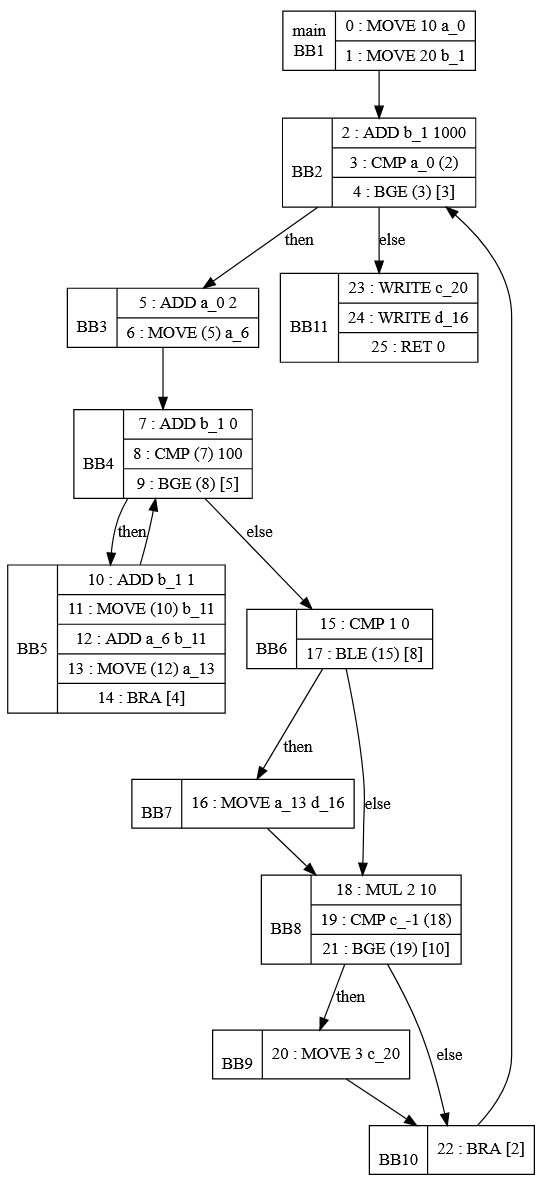 main
BB1
0 : MOVE 10 a_0
1 : MOVE 20 b_1
BB2
2 : ADD b_1 1000
3 : CMP a_0 (2)
4 : BGE (3) [3]
then
else
BB3
5 : ADD a_0 2
6 : MOVE (5) a_6
BB11
23 : WRITE c_20
24 : WRITE d_16
25 : RET 0
BB4
7 : ADD b_1 0
8 : CMP (7) 100
9 : BGE (8) [5]
then
else
BB5
10 : ADD b_1 1
11 : MOVE (10) b_11
12 : ADD a_6 b_11
13 : MOVE (12) a_13
14 : BRA [4]
BB6
15 : CMP 1 0
17 : BLE (15) [8]
then
else
BB7
16 : MOVE a_13 d_16
BB8
18 : MUL 2 10
19 : CMP c_-1 (18)
21 : BGE (19) [10]
then
else
BB9
20 : MOVE 3 c_20
BB10
22 : BRA [2]